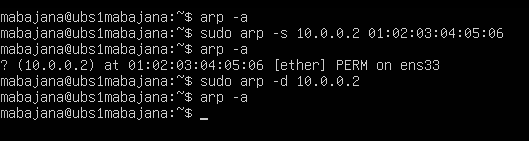 mabajana@ubs1mabajana:~$ arp -a
mabajana@ubs1mabajana:~$ sudo arp -s 10.0.0.2 01:02:03:04:05:06
mabajana@ubs1mabajana:~$ arp -a
? (10.0.0.2) at 01:02:03:04:05:06 [ether] PERM on ens33
mabajana@ubs1mabajana:~$ sudo arp -d 10.0.0.2
mabajana@ubs1mabajana:~$ arp -a
mabajana@ubs1mabajana:~$ _